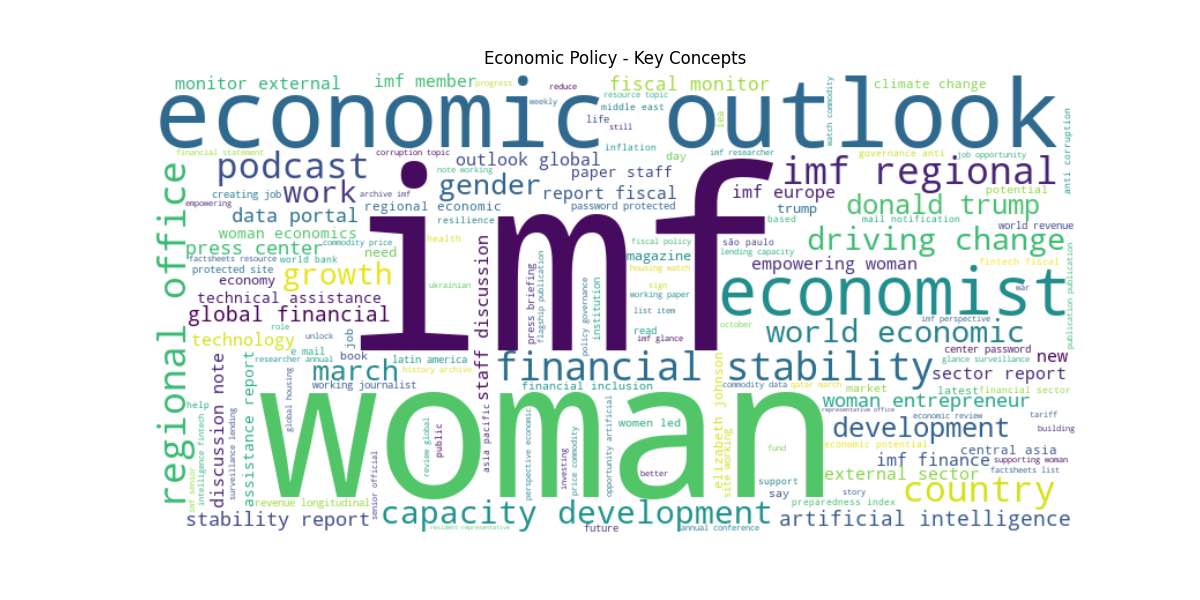 Economic Policy - Key Concepts
monitor external
imf member
progress
reduce
fiscal monitor
climate change
economic outlook
weekly
resource topic
middle east
life
still
iea
watch commodity
anti corruption
financial statement
corruption topic
inflation
day
imf researcher
governance anti
job opportunity
podcast
note working
outlook global
paper staff
imf regional
creating job
work
archive imf
gender
report fiscal
imf europe
potential
empowering
data portal
regional economic
password protected
trump
donald trump
woman economics
resilience
based
mail notification
world revenue
press center
commodity price
need
health
imf
fiscal policy
são paulo
driving change
factsheets resource
world bank
magazine
lending capacity
protected site
growth
housing watch
empowering woman
fintech fiscal
economy
ukrainian
sign
economist
war
technical assistance
working paper
global financial
list item
october
imf perspective
role
read
world economic
technology
unlock
job
imf glance
e mail
book
latin america
center password
new
researcher annual
history archive
glance surveillance
march
financial stability
sector report
working journalist
financial inclusion
commodity data
qatar march
market
latest
financial sector
regional office
discussion note
assistance report
global housing
staff discussion
press briefing
flagship publication
policy governance
institution
publication publication
woman
woman entrepreneur
help
representative office
women led
economic review
tariff
development
building
intelligence fintech
surveillance lending
review global
public
asia pacific
perspective economic
investing
price commodity
opportunity artificial
elizabeth johnson
site working
fund
economic potential
central asia
better
imf finance
supporting woman
support
external sector
factsheets list
imf senior
senior official
say
story
country
revenue longitudinal
preparedness index
stability report
capacity development
artificial intelligence
resident representative
future
annual conference